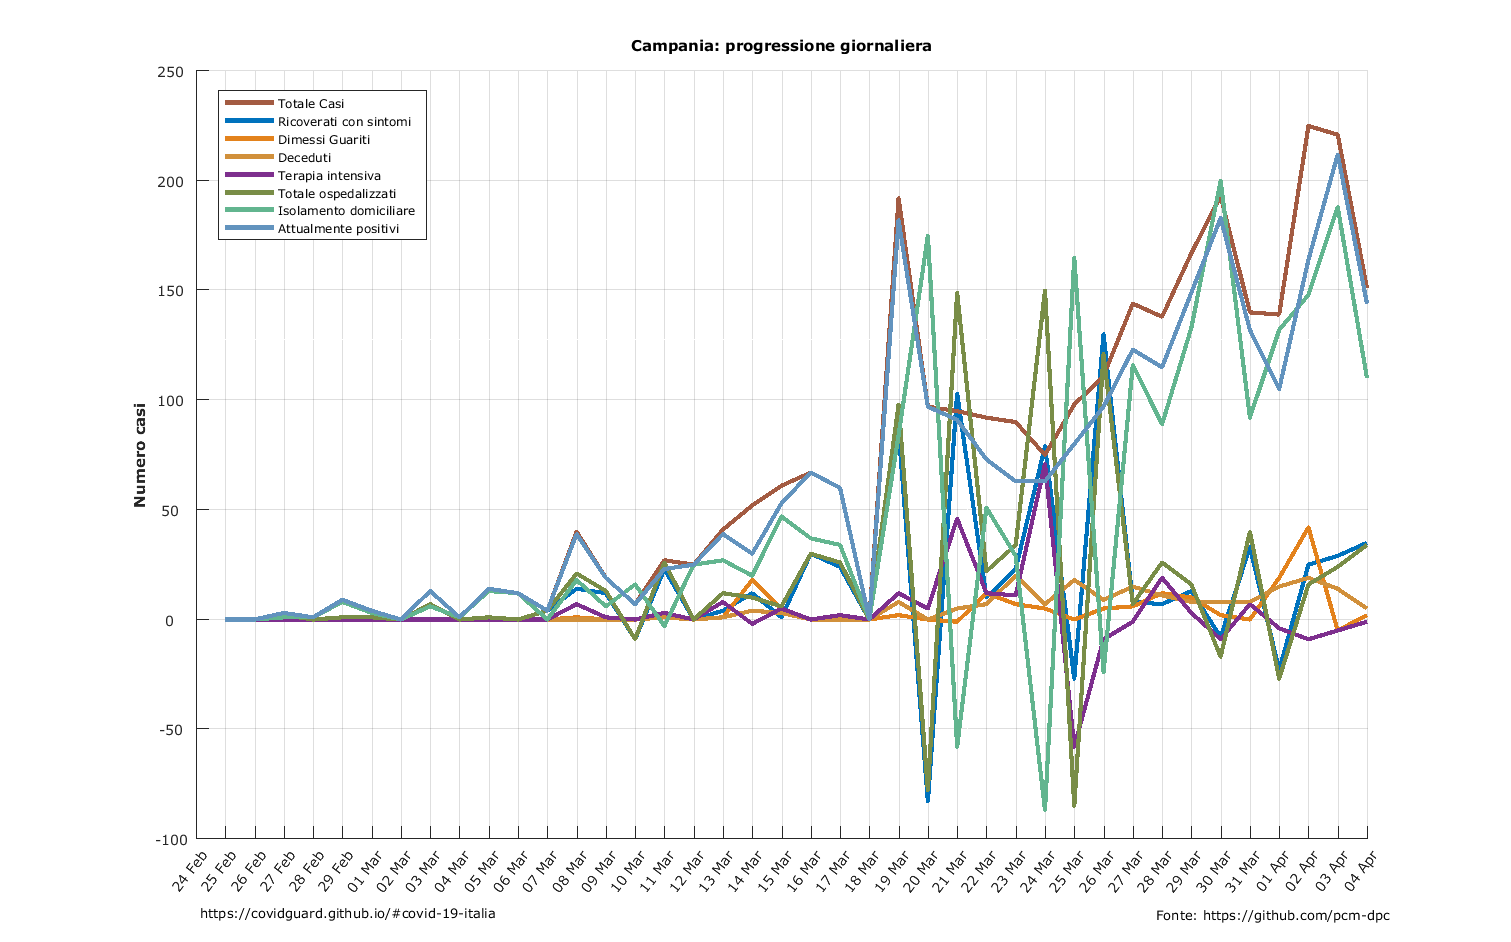 Campania: progressione giornaliera
250
200
150
100
50
0
-50
-100
Numero casi
Totale Casi
Ricoverati con sintomi
Dimessi Guariti
Deceduti
Terapia intensiva
Totale ospedalizzati
Isolamento domiciliare
Attualmente positivi
24 Feb
25 Feb
26 Feb
27 Feb
28 Feb
29 Feb
01 Mar
02 Mar
03 Mar
04 Mar
05 Mar
06 Mar
07 Mar
08 Mar
09 Mar
10 Mar
11 Mar
12 Mar
13 Mar
14 Mar
15 Mar
16 Mar
17 Mar
18 Mar
19 Mar
20 Mar
21 Mar
22 Mar
23 Mar
24 Mar
25 Mar
26 Mar
27 Mar
28 Mar
29 Mar
30 Mar
31 Mar
01 Apr
02 Apr
03 Apr
04 Apr
https://covidguard.github.io/#covid-19-italia
Fonte: https://github.com/pcm-dpc